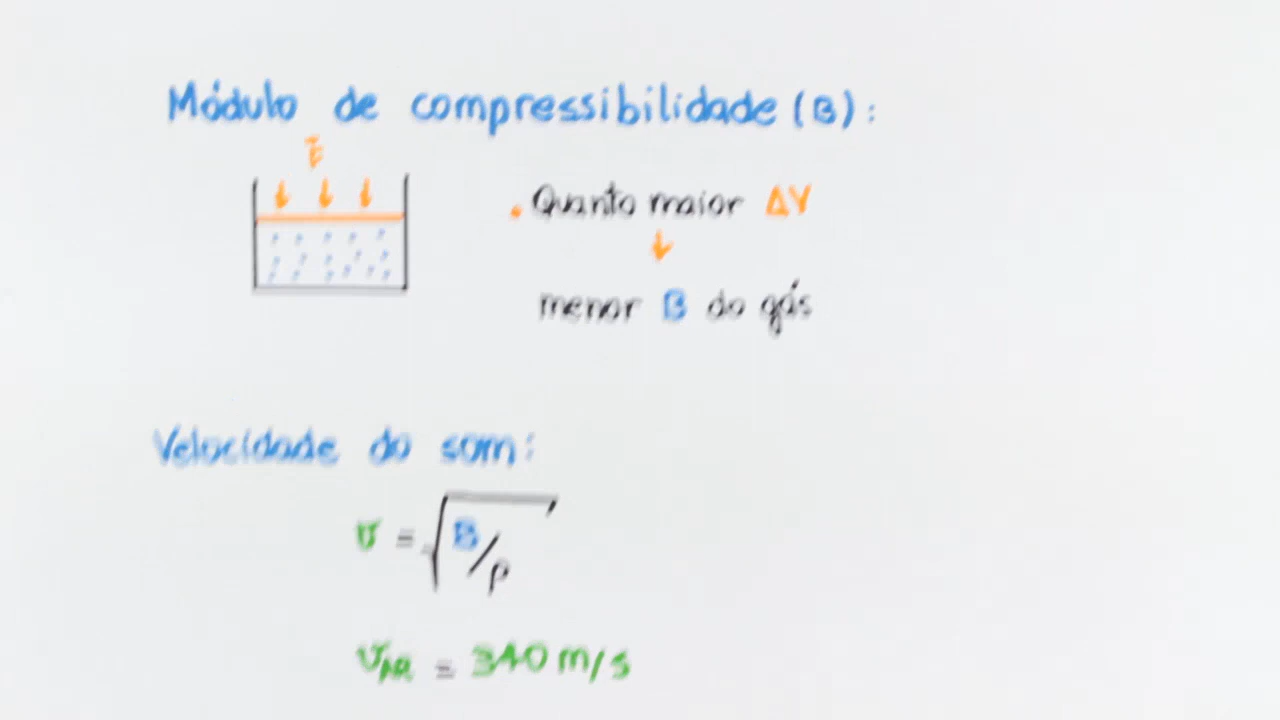 Módulo de compressibilidade (B):
F
. Quanto maior ΔV
menor B do gás
Velocidade do som:
v = √B/ρ
vAR = 340 m/s